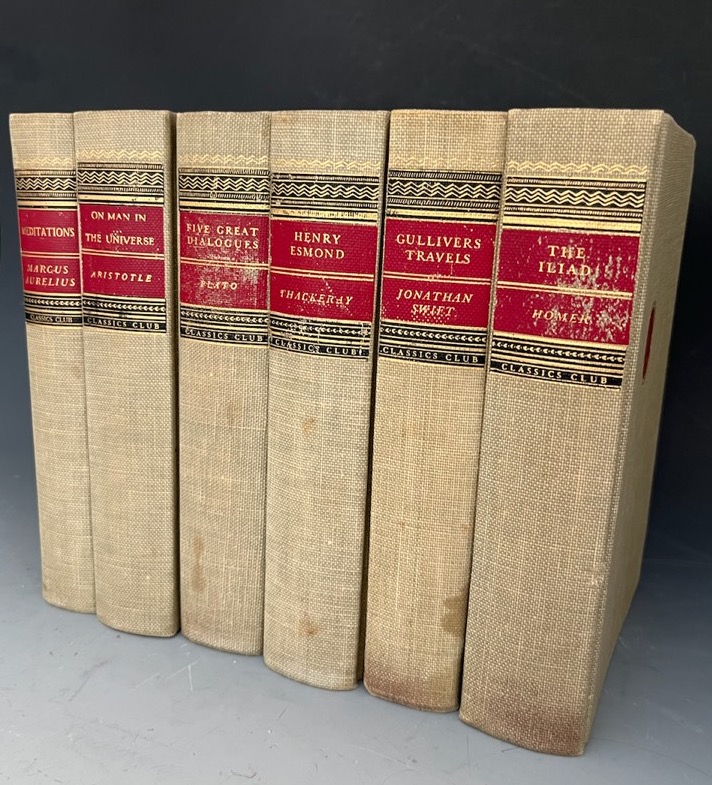 MEDITATIONS
MARCUS
AURELIUS
CLASSICS CLUB
ON MAN IN
THE UNIVERSE
ARISTOTLE
CLASSICS CLUB
FIVE GREAT
DIALOGUES
PLATO
CLASSICS CLUB
HENRY
ESMOND
THACKERAY
CLASSICS CLUB
GULLIVERS
TRAVELS
JONATHAN
SWIFT
CLASSICS CLUB
THE
ILIAD
HOMER
CLASSICS CLUB